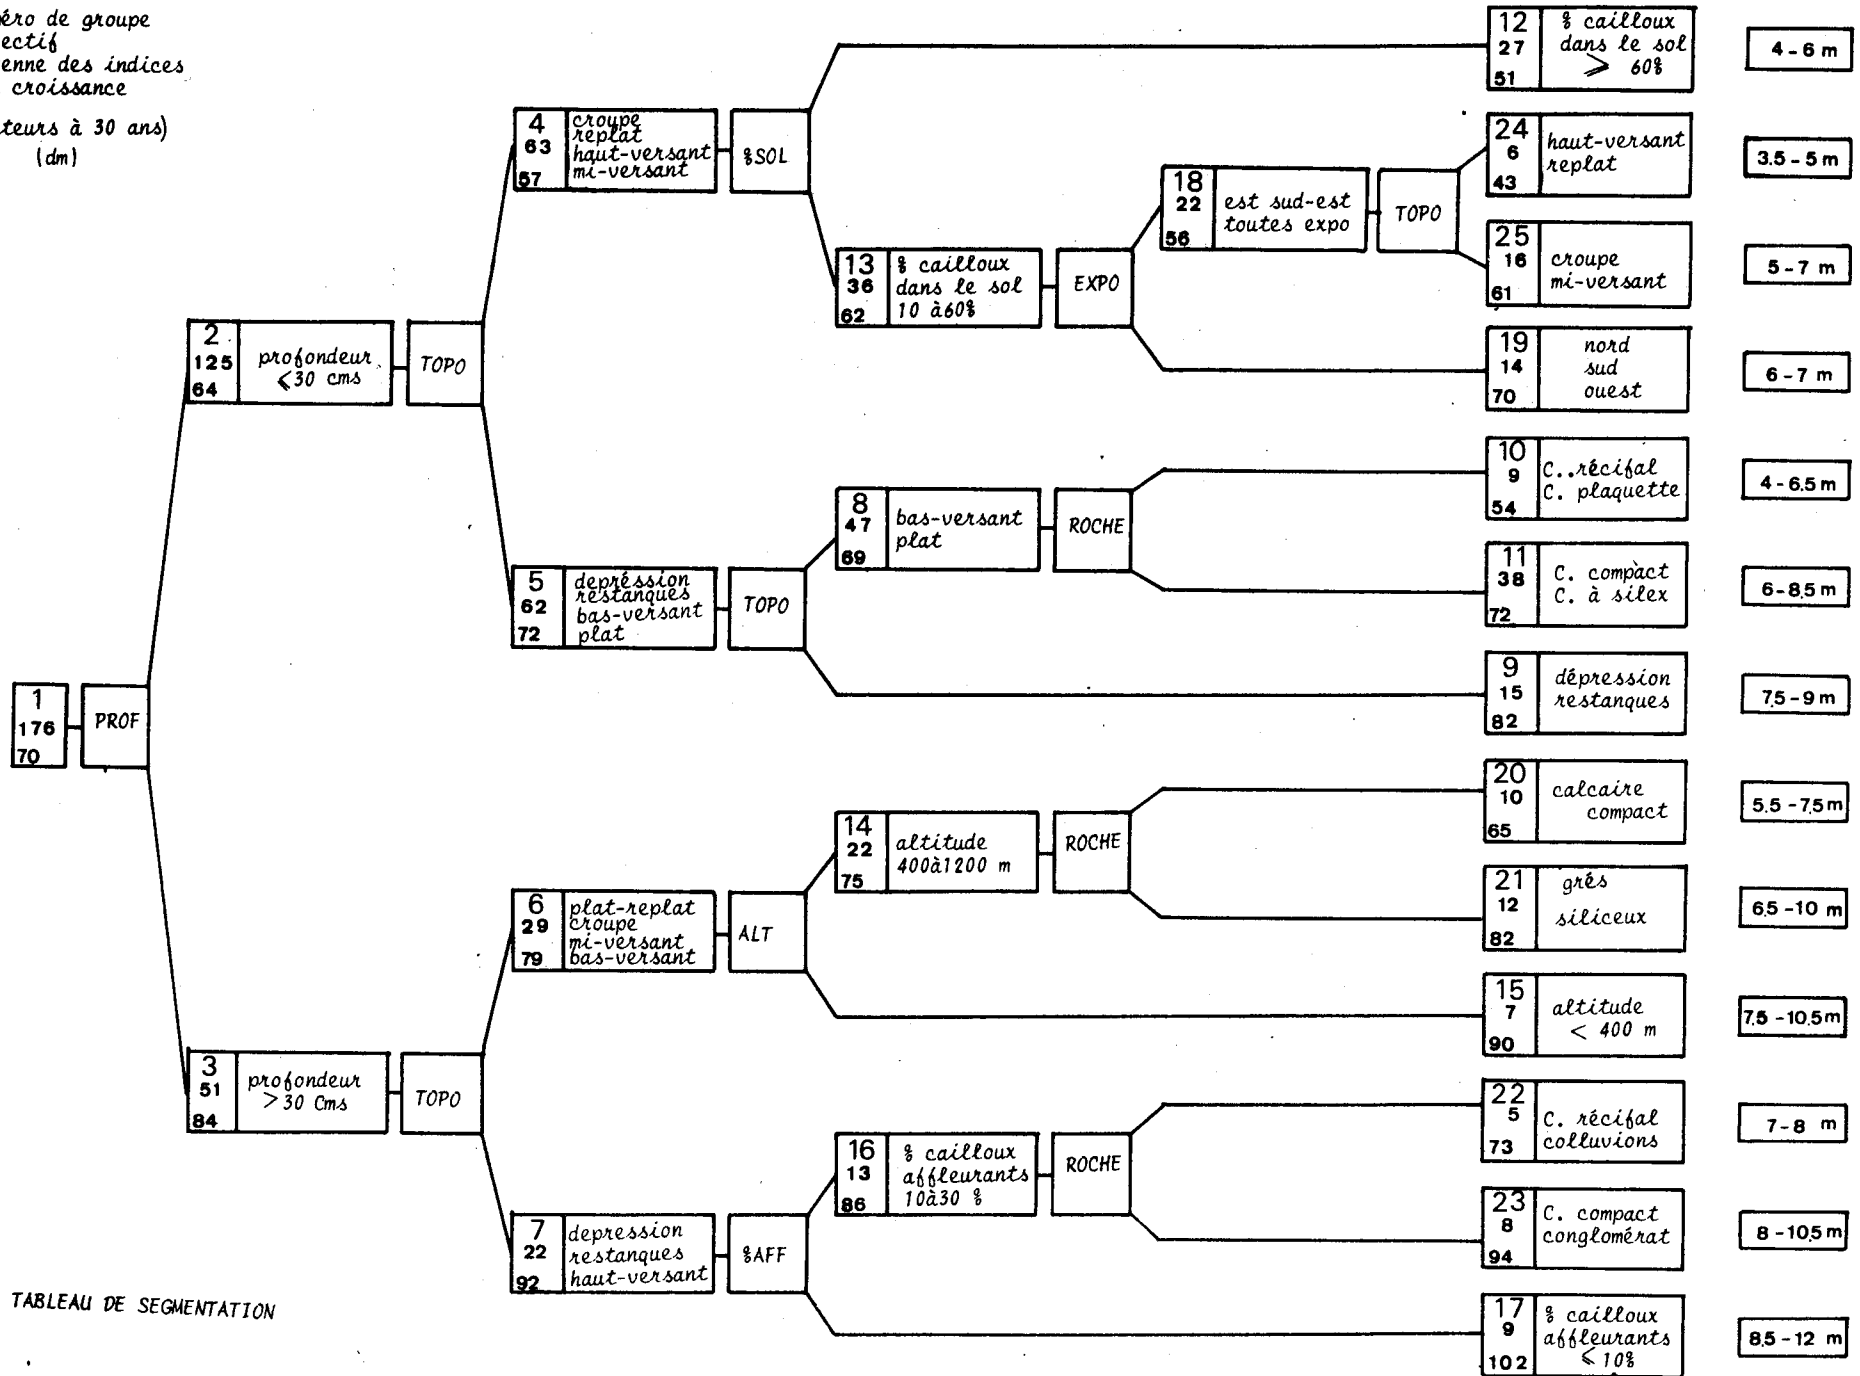 éro de groupe
ectif
enne des indices
croissance
teurs à 30 ans)
(dm)
1
176
70
PROF
2
125
64
profondeur
⩽30 cms
TOPO
3
51
84
profondeur
>30 Cms
TOPO
4
63
57
croupe
replat
haut-versant
mi-versant
%SOL
5
62
72
depréssion
restanques
bas-versant
plat
TOPO
6
29
79
plat-replat
croupe
mi-versant
bas-versant
ALT
7
22
92
depression
restanques
haut-versant
%AFF
13
36
62
% cailloux
dans le sol
10 à60%
EXPO
8
47
69
bas-versant
plat
ROCHE
14
22
75
altitude
400à1200 m
ROCHE
16
13
86
% cailloux
affleurants
10à30 %
ROCHE
18
22
56
est sud-est
toutes expo
TOPO
12
27
51
% cailloux
dans le sol
⩾ 60%
4-6 m
24
6
43
haut-versant
replat
3.5-5 m
25
16
61
croupe
mi-versant
5-7 m
19
14
70
nord
sud
ouest
6-7 m
10
9
54
C..récifal
C. plaquette
4-6.5 m
11
38
72
C. compact
C. à silex
6-8.5 m
9
15
82
dépression
restanques
7.5-9 m
20
10
65
calcaire
compact
5.5-7.5 m
21
12
82
grés
siliceux
6.5-10 m
15
7
90
altitude
< 400 m
7.5-10.5 m
22
5
73
C. récifal
colluvions
7-8 m
23
8
94
C. compact
conglomérat
8-10.5 m
17
9
102
% cailloux
affleurants
⩽10%
8.5-12 m
TABLEAU DE SEGMENTATION